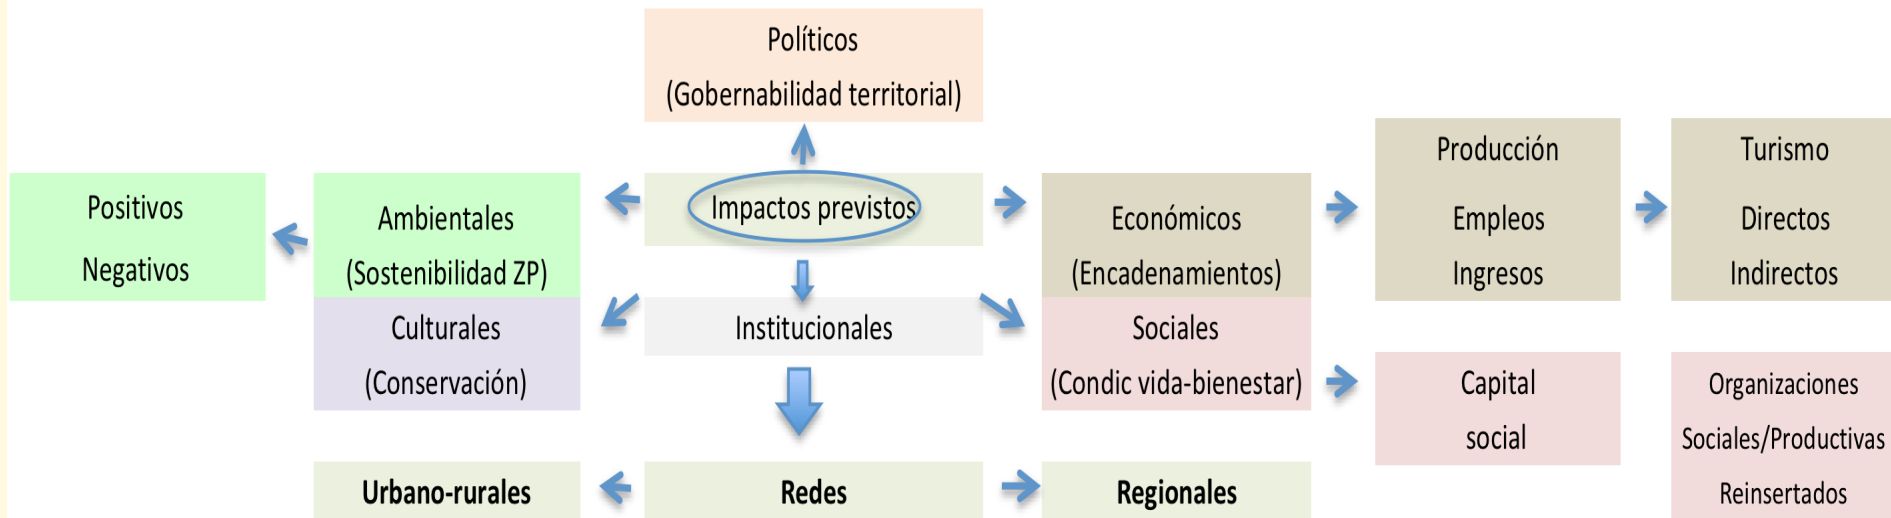 Políticos
(Gobernabilidad territorial)
Positivos
Negativos
Ambientales
(Sostenibilidad ZP)
Culturales
(Conservación)
Impactos previstos
Institucionales
Económicos
(Encadenamientos)
Sociales
(Condic vida-bienestar)
Producción
Empleos
Ingresos
Turismo
Directos
Indirectos
Capital
social
Organizaciones
Sociales/Productivas
Reinsertados
Urbano-rurales
Redes
Regionales